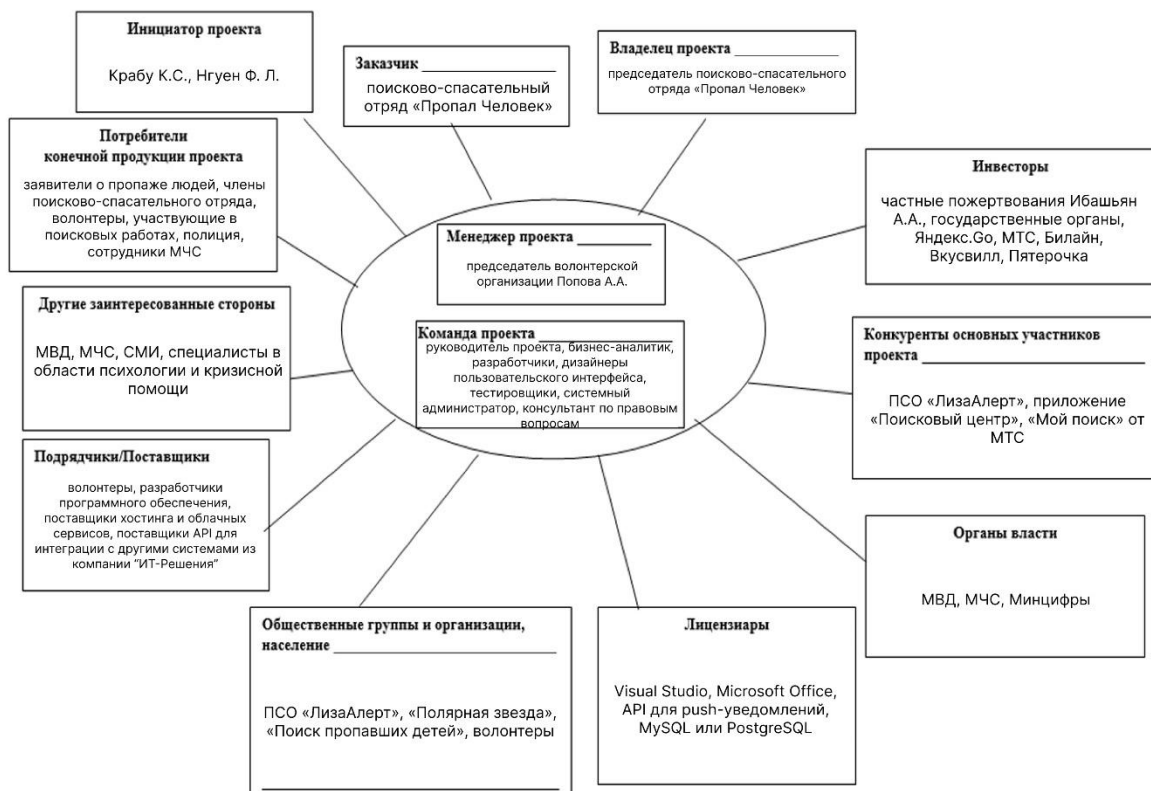 Инициатор проекта
Крабу К.С., Нгуен Ф. Л.
Заказчик
поисково-спасательный
отряд «Пропал Человек»
Владелец проекта
председатель поисково-спасательного
отряда «Пропал Человек»
Потребители
конечной продукции проекта
заявители о пропаже людей, члены
поисково-спасательного отряда,
волонтеры, участвующие в
поисковых работах, полиция,
сотрудники МЧС
Инвесторы
частные пожертвования Ибашьян
А.А., государственные органы,
Яндекс.Go, МТС, Билайн,
Вкусвилл, Пятерочка
Менеджер проекта
председатель волонтерской
организации Попова А.А.
Команда проекта
руководитель проекта, бизнес-аналитик,
разработчики, дизайнеры
пользовательского интерфейса,
тестировщики, системный
администратор, консультант по правовым
вопросам
Другие заинтересованные стороны
МВД, МЧС, СМИ, специалисты в
области психологии и кризисной
помощи
Конкуренты основных участников
проекта
ПСО «ЛизаАлерт», приложение
«Поисковый центр», «Мой поиск» от
МТС
Подрядчики/Поставщики
волонтеры, разработчики
программного обеспечения,
поставщики хостинга и облачных
сервисов, поставщики API для
интеграции с другими системами из
компании “ИТ-Решения”
Органы власти
МВД, МЧС, Минцифры
Общественные группы и организации,
население
ПСО «ЛизаАлерт», «Полярная звезда»,
«Поиск пропавших детей», волонтеры
Лицензиары
Visual Studio, Microsoft Office,
API для push-уведомлений,
MySQL или PostgreSQL